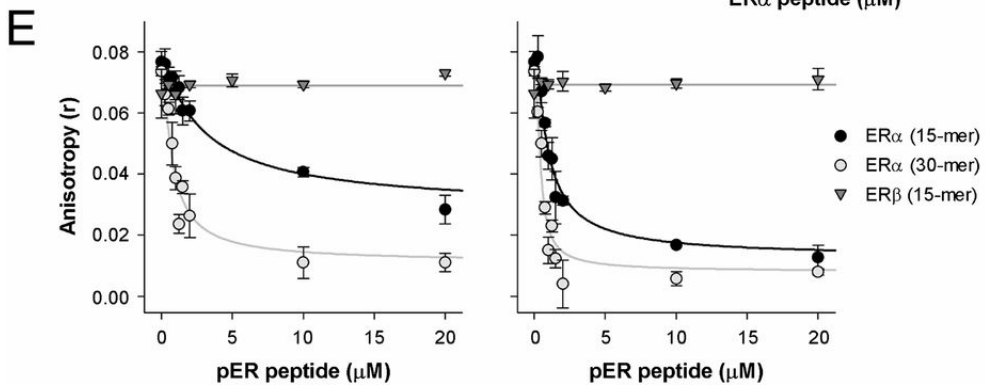 ERα peptide (μM)
E
0.08
0.06
0.04
0.02
0.00
Anisotropy (r)
0 5 10 15 20
0 5 10 15 20
pER peptide (μM)
pER peptide (μM)
ERα (15-mer)
ERα (30-mer)
ERβ (15-mer)